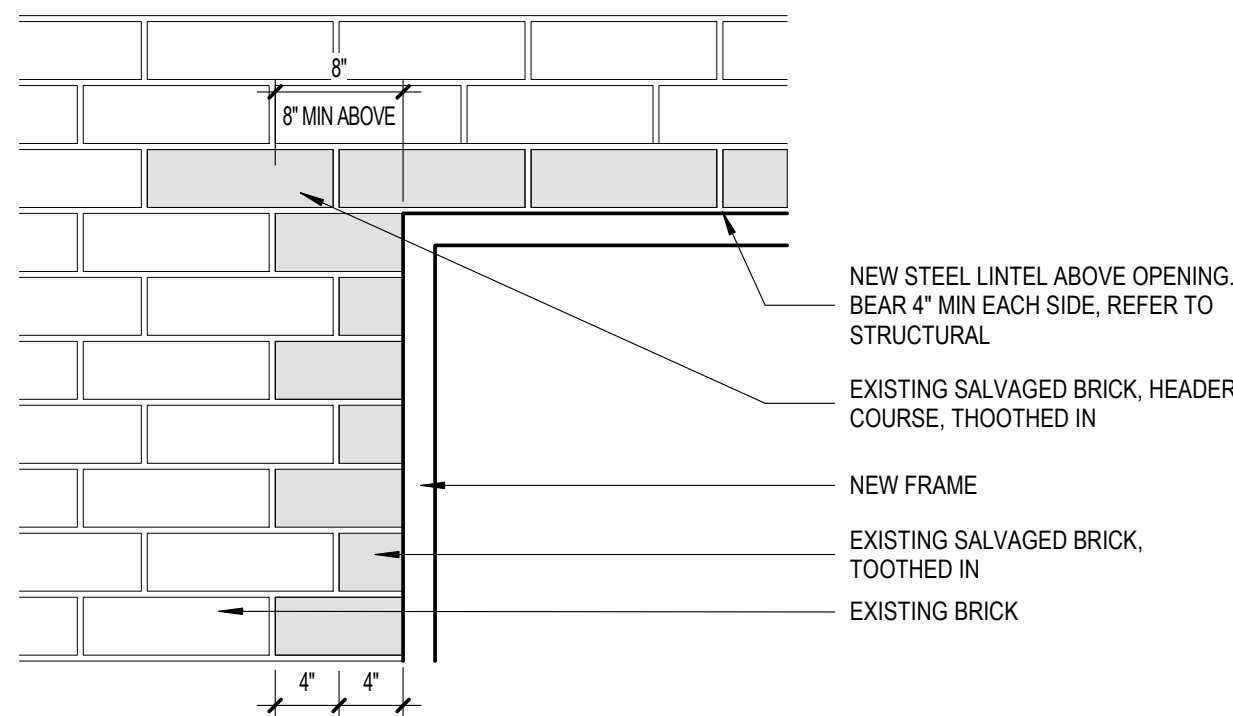 8"
8" MIN ABOVE
NEW STEEL LINTEL ABOVE OPENING.
BEAR 4" MIN EACH SIDE, REFER TO
STRUCTURAL
EXISTING SALVAGED BRICK, HEADER
COURSE, THOOTHED IN
NEW FRAME
EXISTING SALVAGED BRICK,
TOOTHED IN
EXISTING BRICK
4" 4"